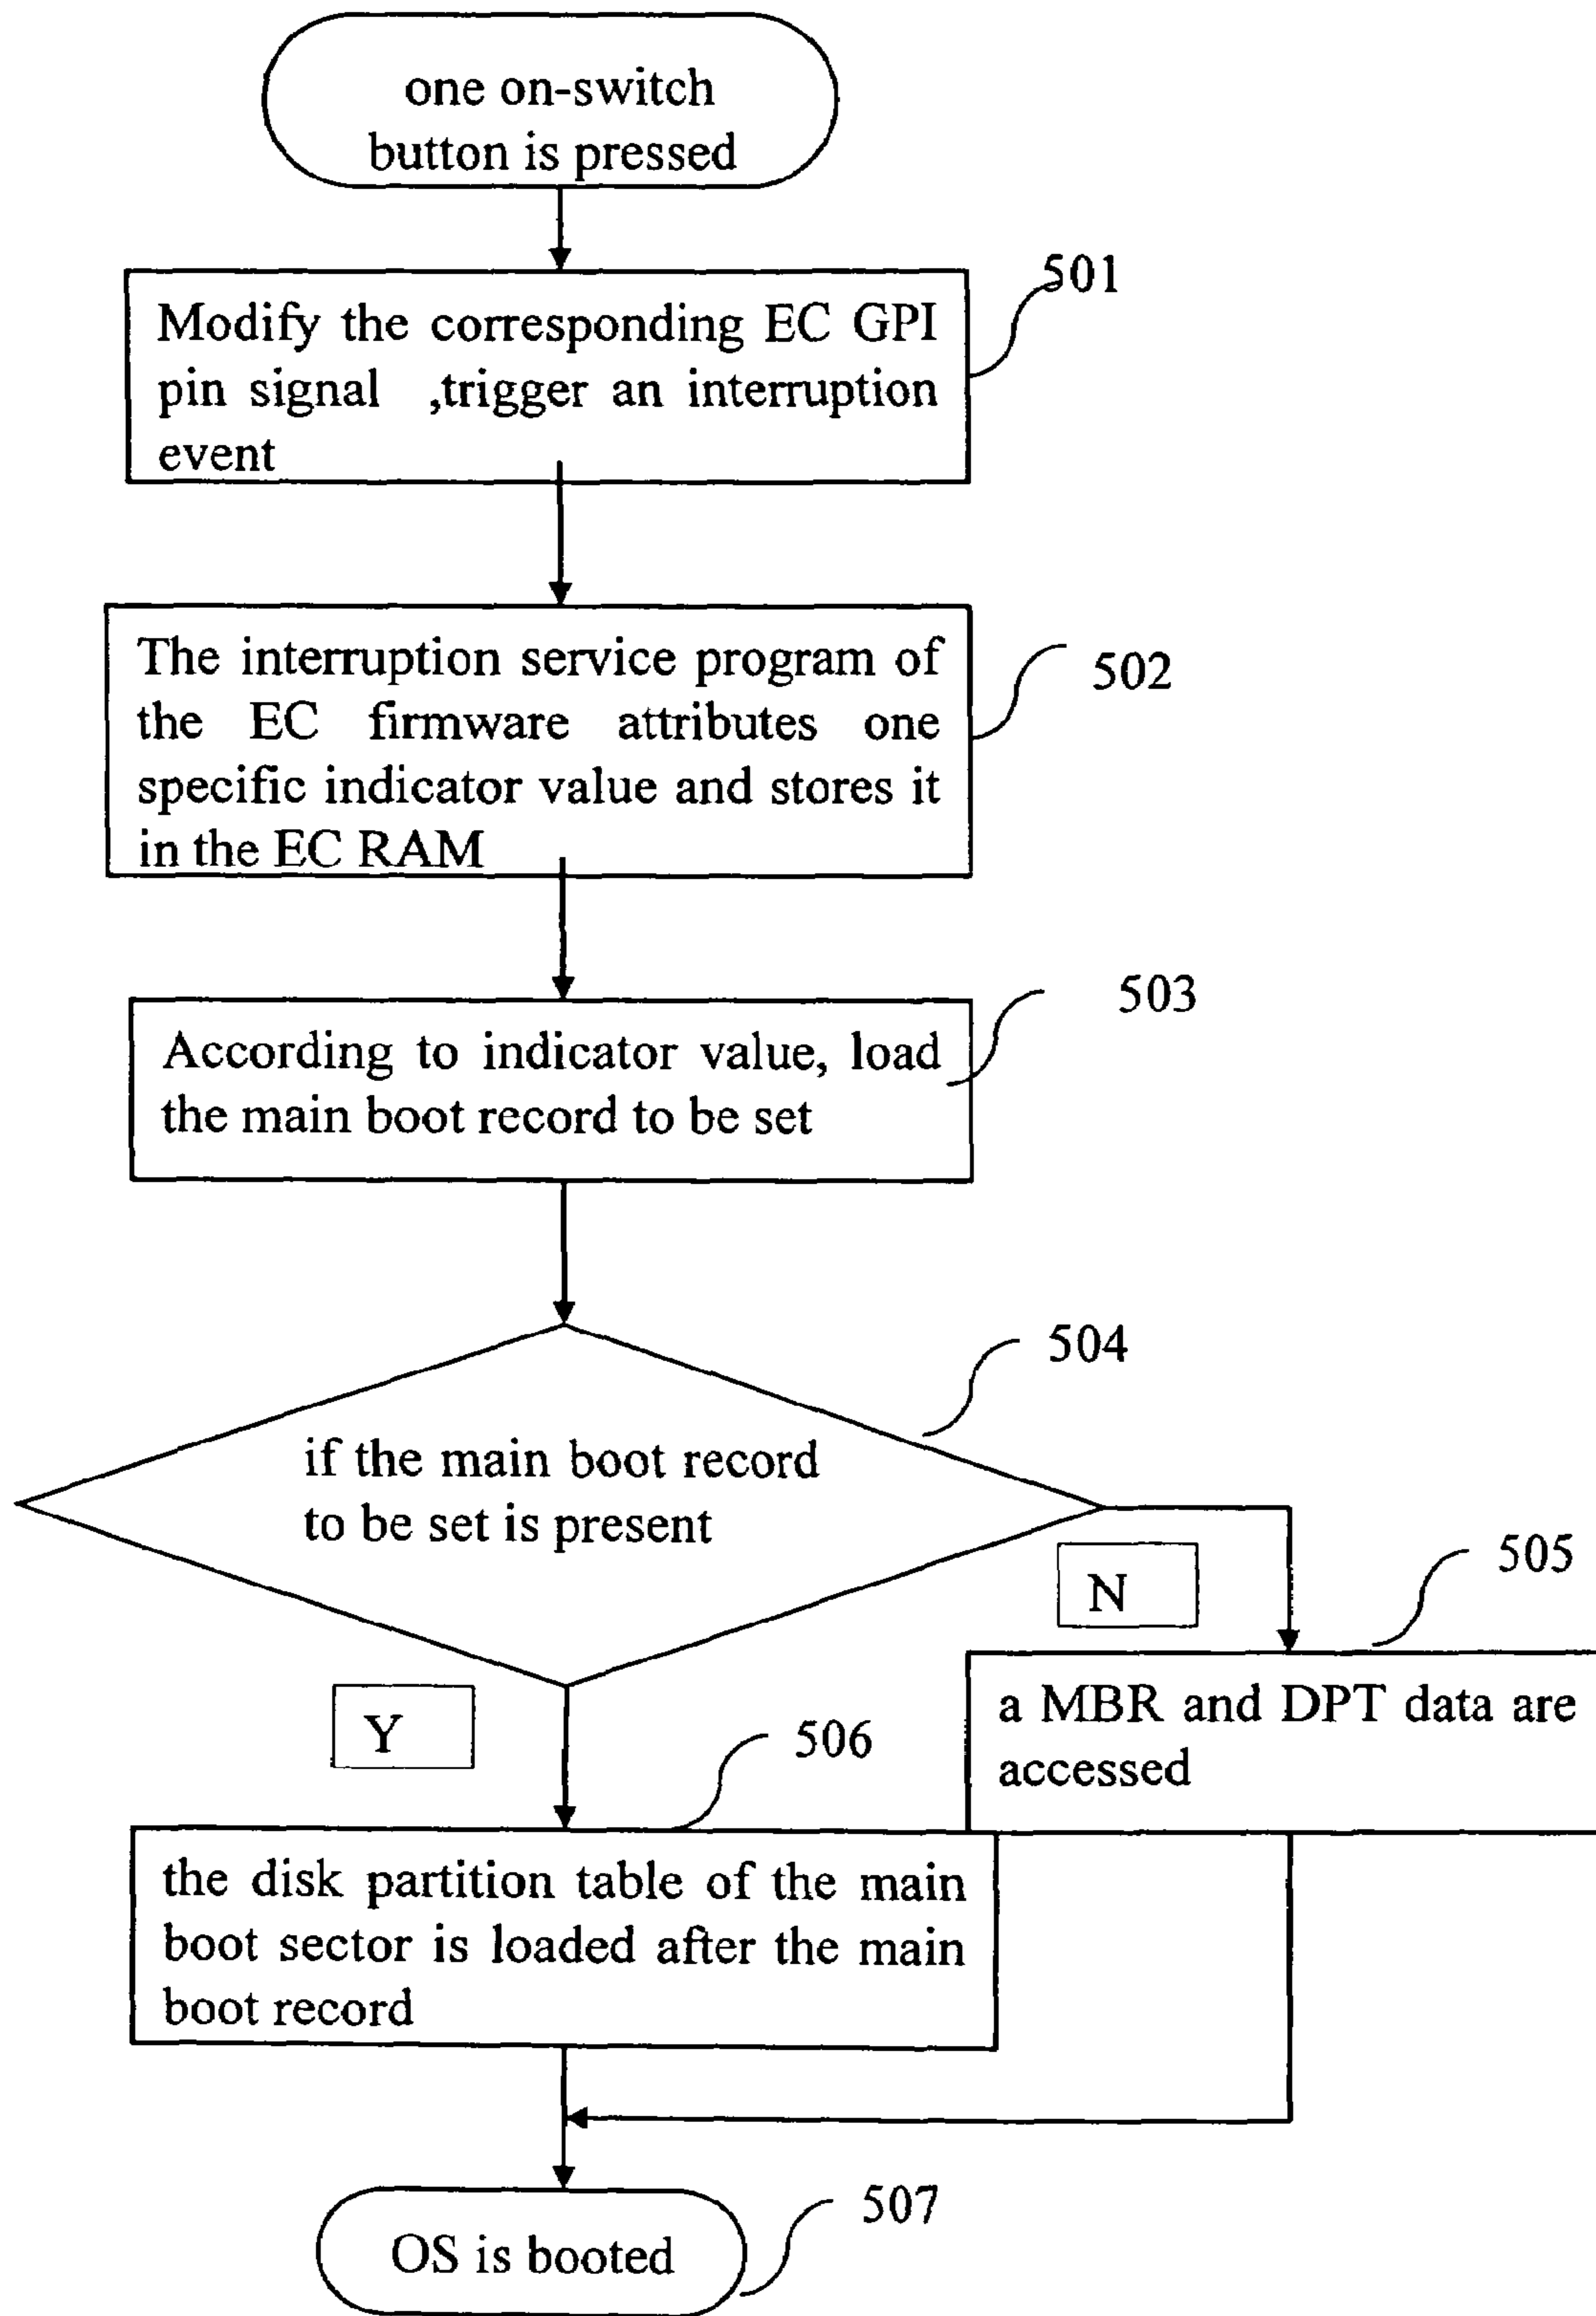 one on-switch
button is pressed
501
Modify the corresponding EC GPI
pin signal ,trigger an interruption
event
502
The interruption service program of
the EC firmware attributes one
specific indicator value and stores it
in the EC RAM
503
According to indicator value, load
the main boot record to be set
504
if the main boot record
to be set is present
N
505
a MBR and DPT data are
accessed
Y
506
the disk partition table of the main
boot sector is loaded after the main
boot record
507
OS is booted